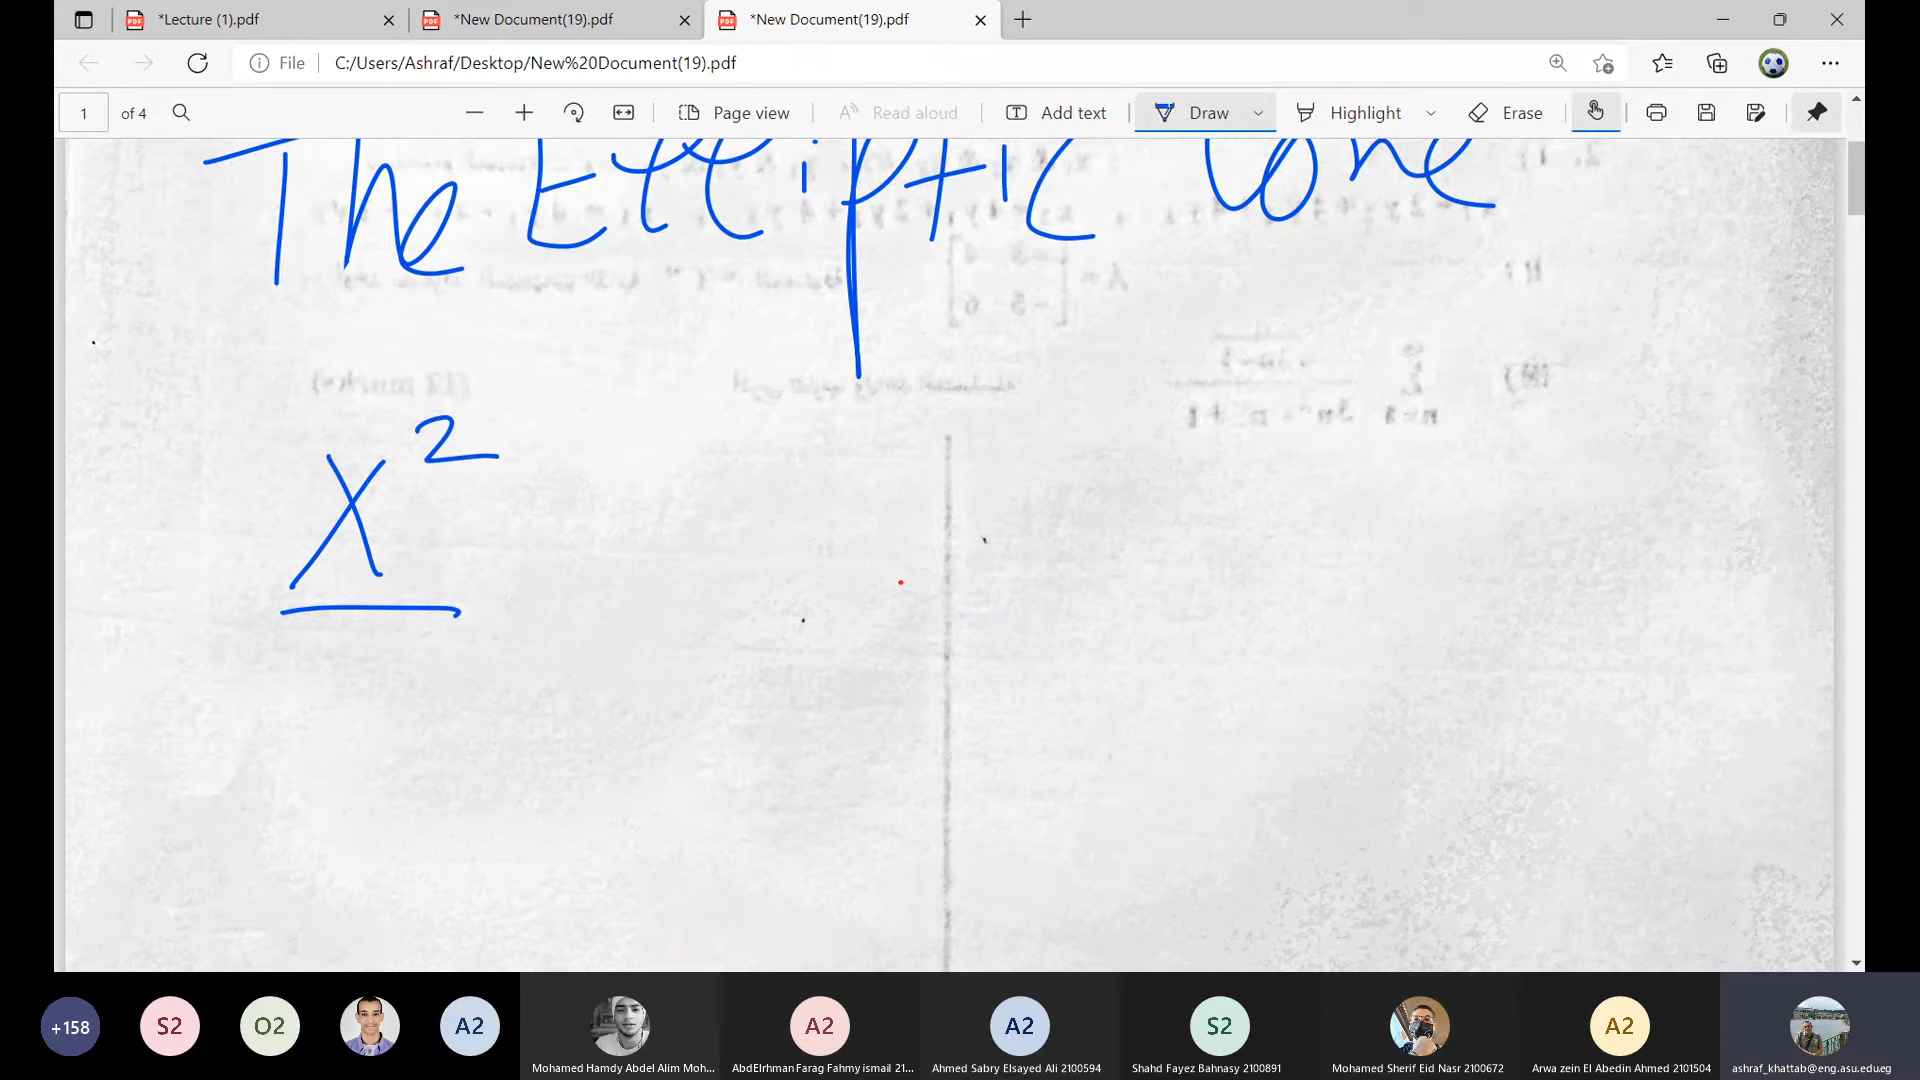 *Lecture (1).pdf
*New Document(19).pdf
*New Document(19).pdf
File
C:/Users/Ashraf/Desktop/New%20Document(19).pdf
1 of 4
Page view
Read aloud
Add text
Draw
Highlight
Erase
The Elliptic Cone
X²
+158
S2
O2
A2
A2
A2
S2
A2
Mohamed Hamdy Abdel Alim Moh...
AbdElrhman Farag Fahmy ismail 21...
Ahmed Sabry Elsayed Ali 2100594
Shahd Fayez Bahnasy 2100891
Mohamed Sherif Eid Nasr 2100672
Arwa zein El Abedin Ahmed 2101504
ashraf_khattab@eng.asu.edu.eg